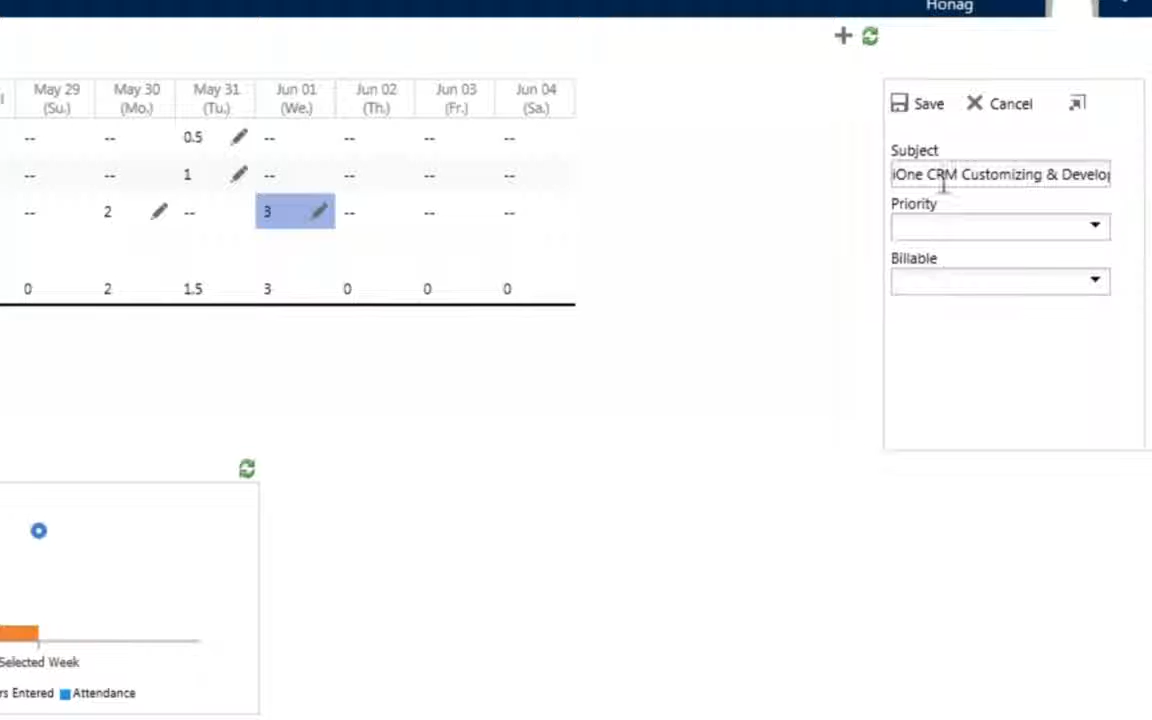 Honag
May 29 May 30 May 31 Jun 01 Jun 02 Jun 03 Jun 04
(Su.) (Mo.) (Tu.) (We.) (Th.) (Fr.) (Sa.)
-- -- 0.5 -- -- -- --
-- -- 1 -- -- -- --
-- 2 -- 3 -- -- --
0 2 1.5 3 0 0 0
Save Cancel
Subject
iOne CRM Customizing & Develop
Priority
Billable
Selected Week
rs Entered Attendance